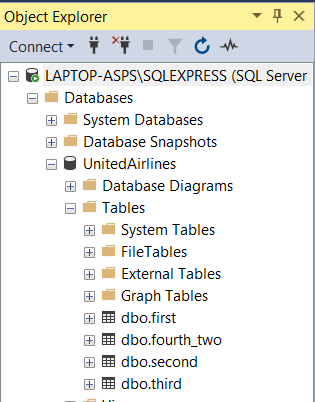 Object Explorer
Connect
LAPTOP-ASPS\SQLEXPRESS (SQL Server
Databases
System Databases
Database Snapshots
UnitedAirlines
Database Diagrams
Tables
System Tables
FileTables
External Tables
Graph Tables
dbo.first
dbo.fourth_two
dbo.second
dbo.third